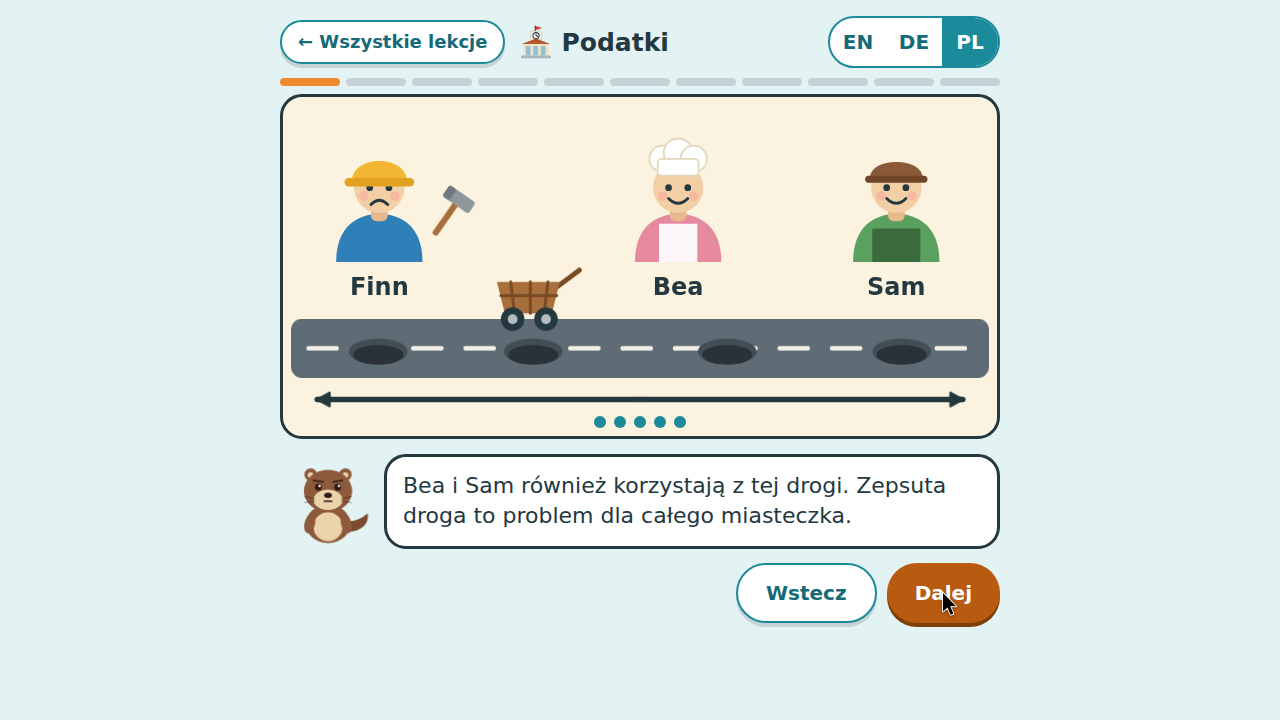 ← Wszystkie lekcje
Podatki
EN DE PL
Finn
Bea
Sam
Bea i Sam również korzystają z tej drogi. Zepsuta
droga to problem dla całego miasteczka.
Wstecz
Dalej